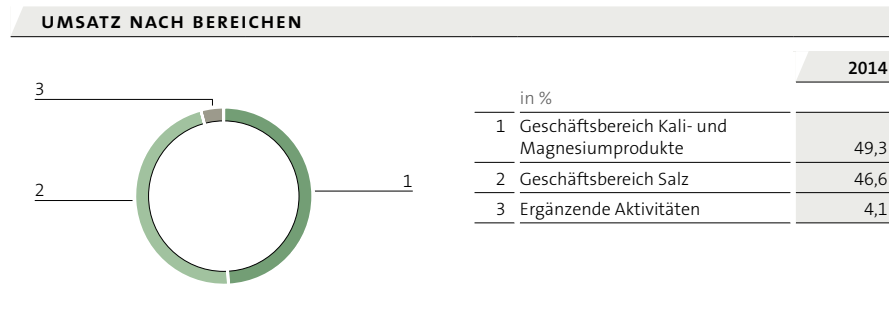 UMSATZ NACH BEREICHEN
2014
in %
1 Geschäftsbereich Kali- und
Magnesiumprodukte 49,3
2 Geschäftsbereich Salz 46,6
3 Ergänzende Aktivitäten 4,1
3
2
1